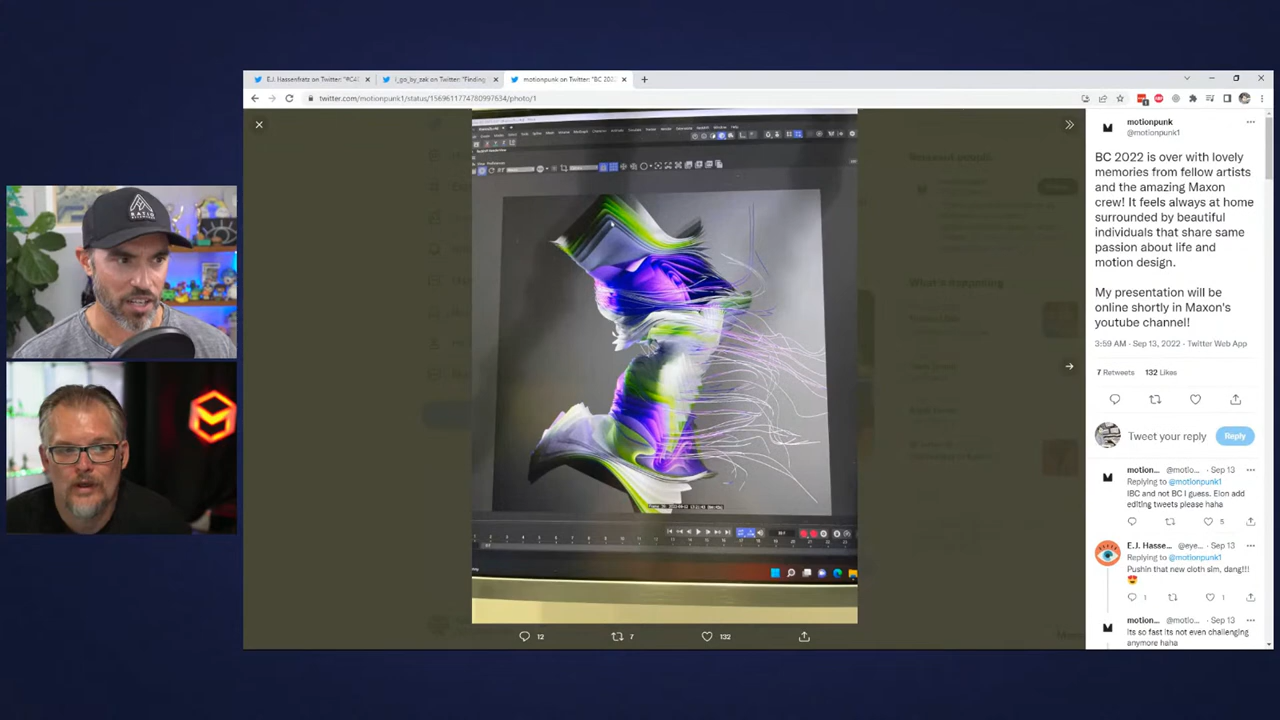 E.J. Hassenfratz on Twitter: "#C4
i_go_by_zak on Twitter: "Finding
motionpunk on Twitter: "BC 202
twitter.com/motionpunk1/status/1569611774780997634/photo/1
motionpunk
@motionpunk1
BC 2022 is over with lovely
memories from fellow artists
and the amazing Maxon
crew! It feels always at home
surrounded by beautiful
individuals that share same
passion about life and
motion design.
My presentation will be
online shortly in Maxon's
youtube channel!
3:59 AM · Sep 13, 2022 · Twitter Web App
7 Retweets 132 Likes
Tweet your reply
Reply
motion... @motio... · Sep 13
Replying to @motionpunk1
IBC and not BC I guess. Elon add
editing tweets please haha
5
E.J. Hasse... @eye... · Sep 13
Replying to @motionpunk1
Pushin that new cloth sim, dang!!!
1 1
motion... @motio... · Sep 13
Its so fast its not even challenging
anymore haha
12 7 132